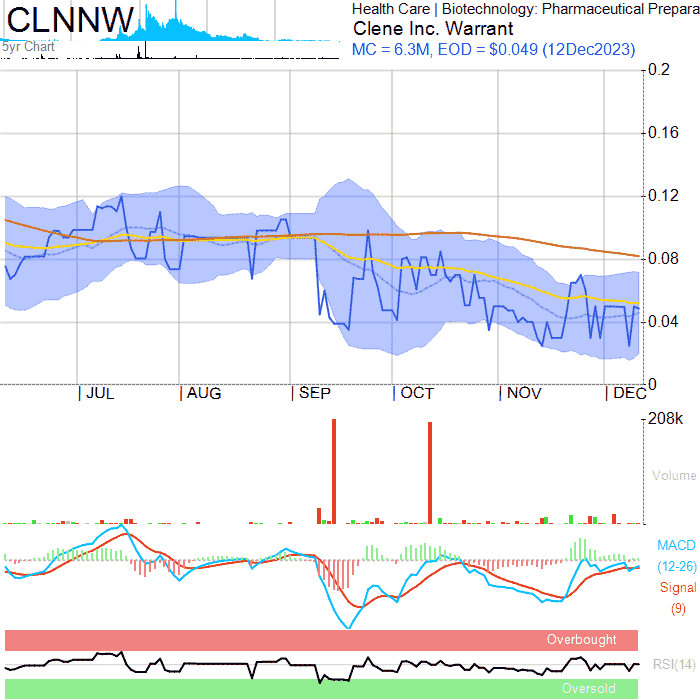 CLNNW
5yr Chart
Health Care | Biotechnology: Pharmaceutical Prepara
Clene Inc. Warrant
MC = 6.3M, EOD = $0.049 (12Dec2023)
0.2
0.16
0.12
0.08
0.04
0
| JUL | AUG | SEP | OCT | NOV | DEC
208k
Volume
MACD
(12-26)
Signal
(9)
Overbought
RSI(14)
Oversold